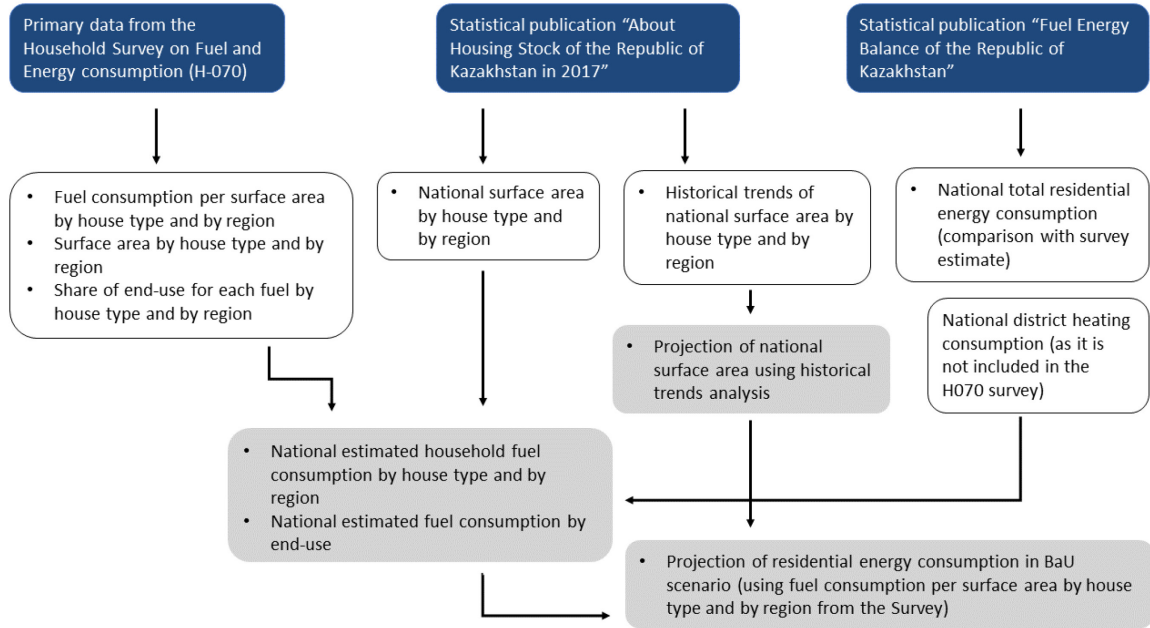 Primary data from the
Household Survey on Fuel and
Energy consumption (H-070)
Statistical publication “About
Housing Stock of the Republic of
Kazakhstan in 2017”
Statistical publication “Fuel Energy
Balance of the Republic of
Kazakhstan”
• Fuel consumption per surface area
by house type and by region
• Surface area by house type and by
region
• Share of end-use for each fuel by
house type and by region
• National surface area
by house type and
by region
• Historical trends of
national surface area by
house type and by
region
• National total residential
energy consumption
(comparison with survey
estimate)
National district heating
consumption (as it is
not included in the
H070 survey)
• Projection of national
surface area using historical
trends analysis
• National estimated household fuel
consumption by house type and by
region
• National estimated fuel consumption by
end-use
• Projection of residential energy consumption in BaU
scenario (using fuel consumption per surface area by house
type and by region from the Survey)